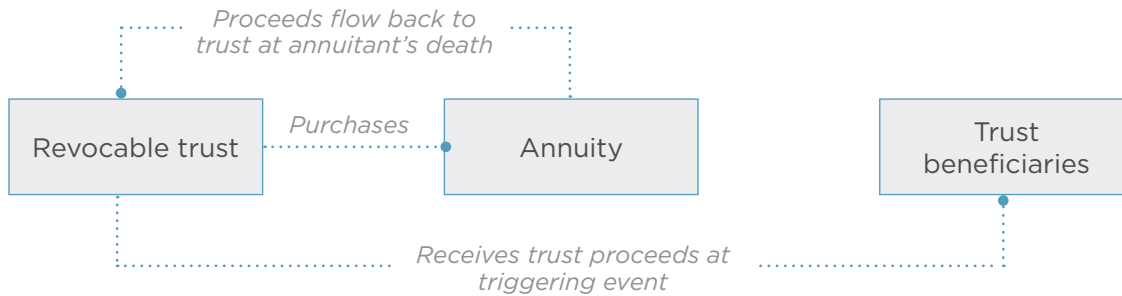 Proceeds flow back to
trust at annuitant’s death
Revocable trust
Purchases
Annuity
Trust
beneficiaries
Receives trust proceeds at
triggering event